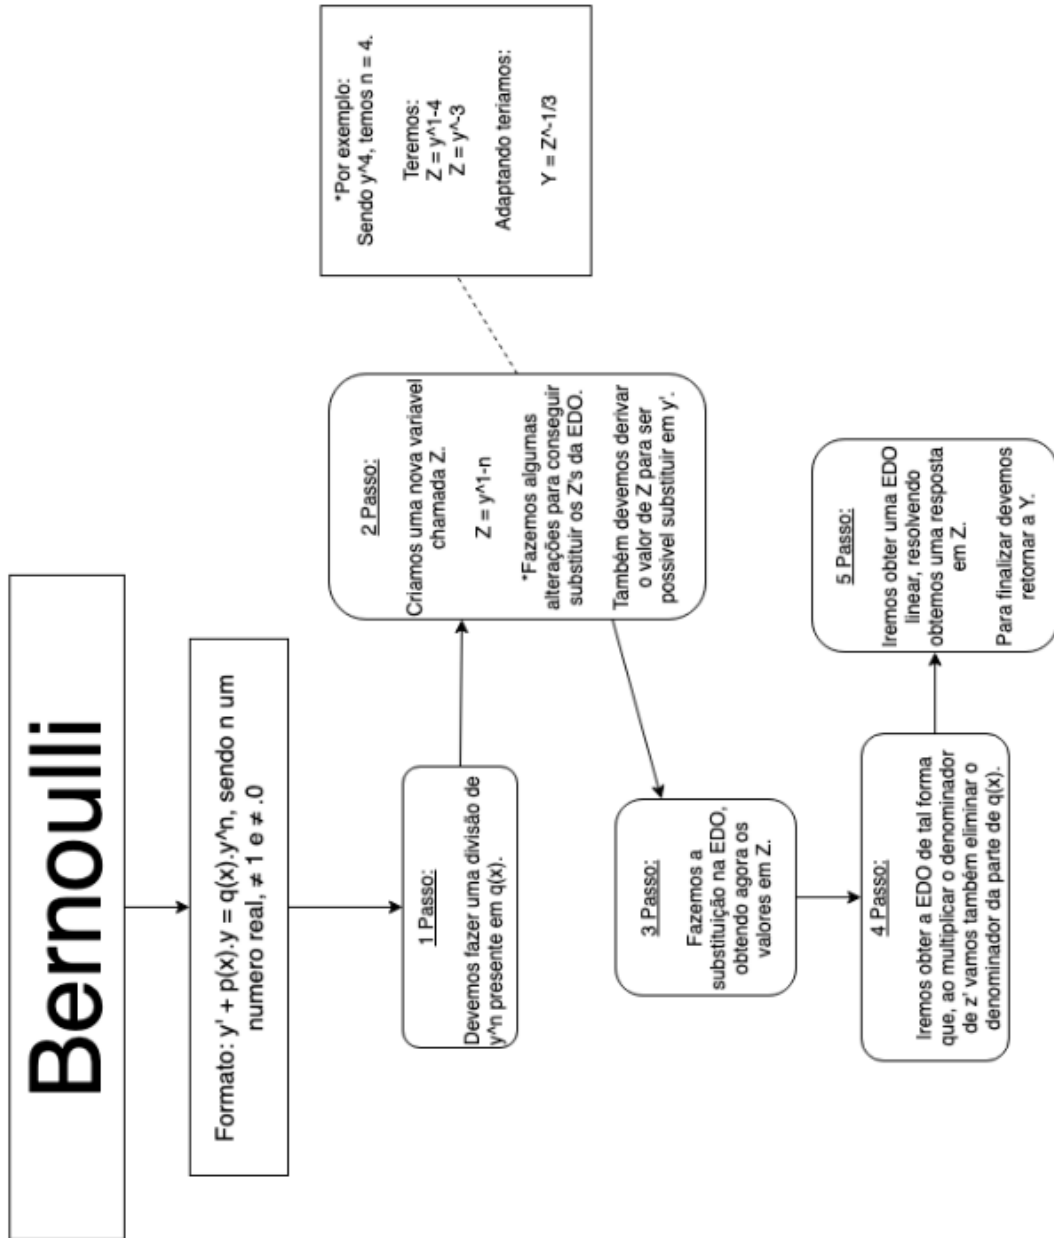 Bernoulli
Formato: y' + p(x).y = q(x).y^n, sendo n um
numero real, ≠ 1 e ≠ .0
1 Passo:
Devemos fazer uma divisão de
y^n presente em q(x).
2 Passo:
Criamos uma nova variavel
chamada Z.
Z = y^1-n
*Fazemos algumas
alterações para conseguir
substituir os Z's da EDO.
Também devemos derivar
o valor de Z para ser
possivel substituir em y'.
*Por exemplo:
Sendo y^4, temos n = 4.
Teremos:
Z = y^1-4
Z = y^-3
Adaptando teriamos:
Y = Z^-1/3
3 Passo:
Fazemos a
substituição na EDO,
obtendo agora os
valores em Z.
4 Passo:
Iremos obter a EDO de tal forma
que, ao multiplicar o denominador
de z' vamos também eliminar o
denominador da parte de q(x).
5 Passo:
Iremos obter uma EDO
linear, resolvendo
obtemos uma resposta
em Z.
Para finalizar devemos
retornar a Y.